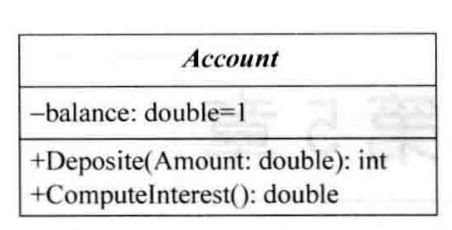 Account
–balance: double=1
+Deposite(Amount: double): int
+ComputeInterest(): double